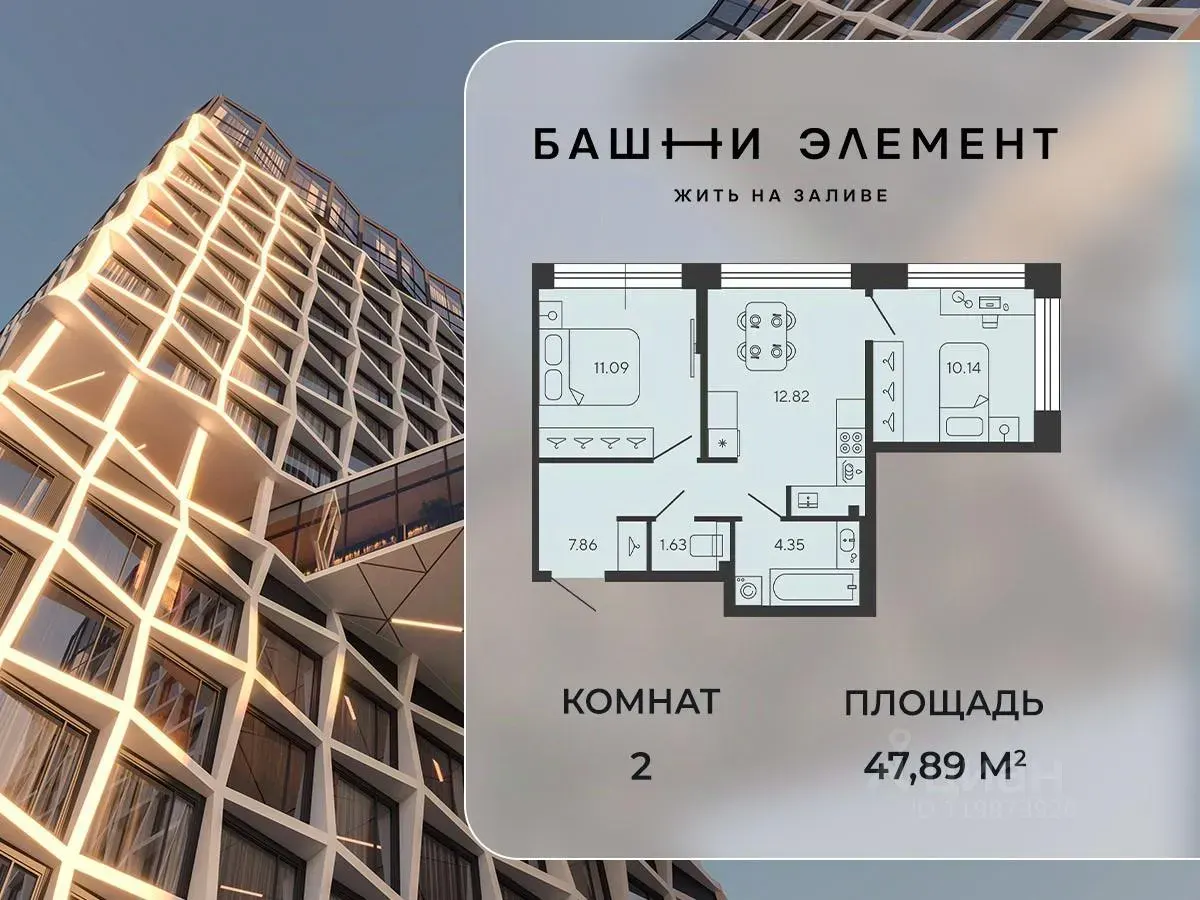 БАШНИ ЭЛЕМЕНТ
ЖИТЬ НА ЗАЛИВЕ
11.09
12.82
10.14
7.86
1.63
4.35
КОМНАТ
ПЛОЩАДЬ
2
47,89 М²
циан